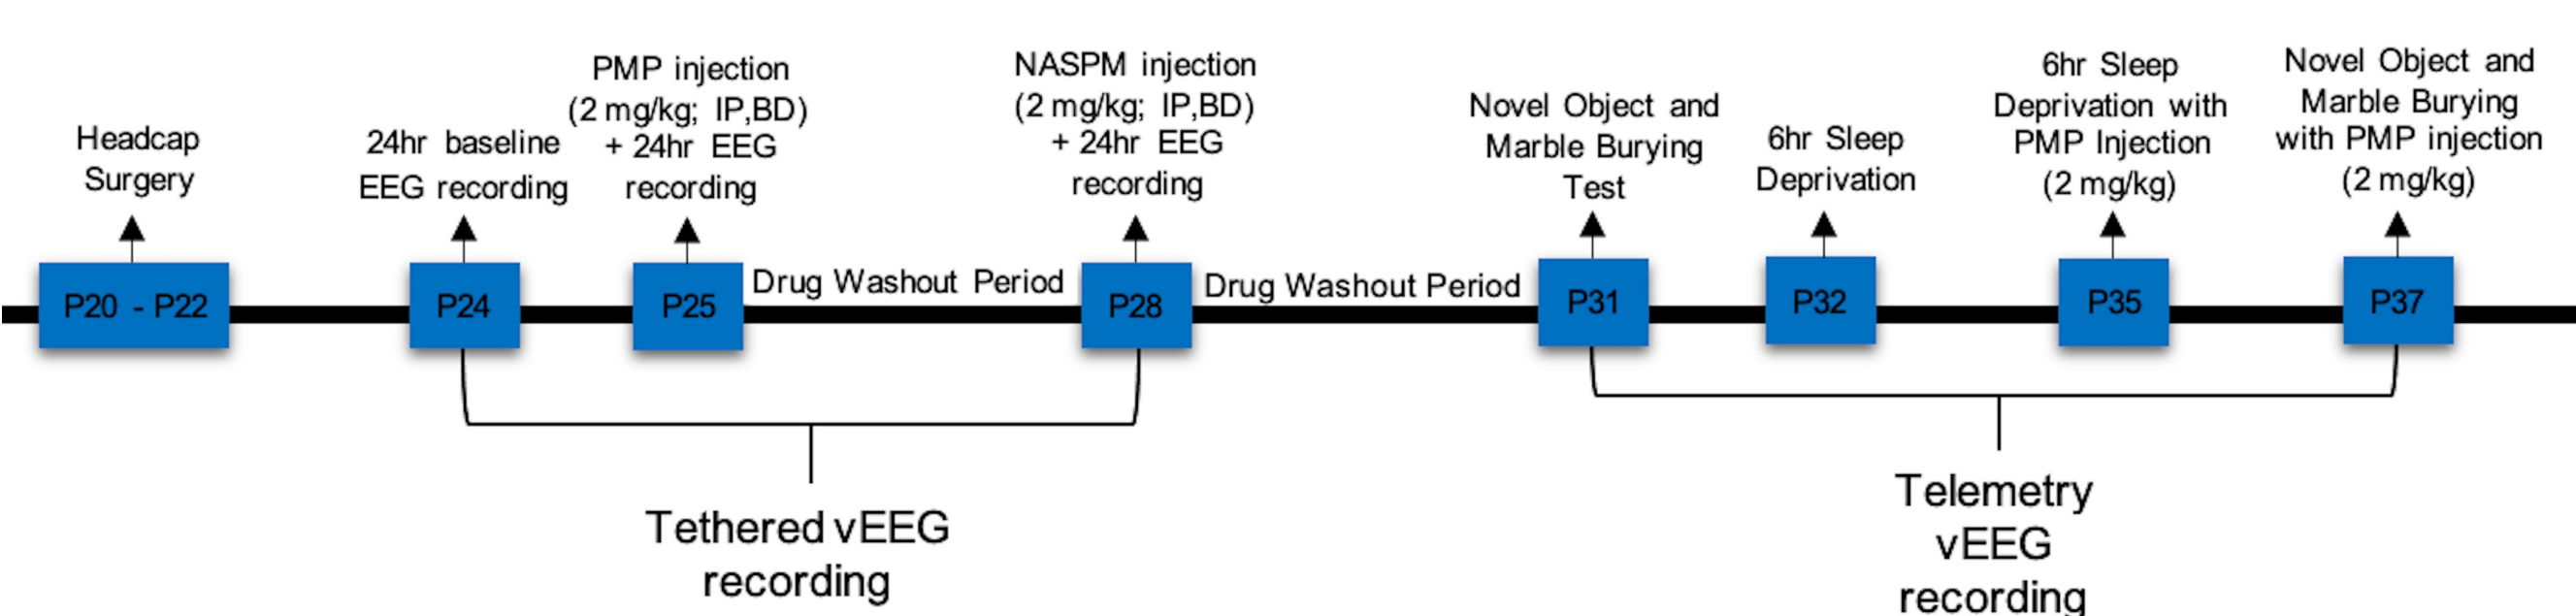 Headcap
Surgery
24hr baseline
EEG recording
PMP injection
(2 mg/kg; IP,BD)
+ 24hr EEG
recording
NASPM injection
(2 mg/kg; IP,BD)
+ 24hr EEG
recording
Novel Object and
Marble Burying
Test
6hr Sleep
Deprivation
6hr Sleep
Deprivation with
PMP Injection
(2 mg/kg)
Novel Object and
Marble Burying
with PMP injection
(2 mg/kg)
P20 - P22
P24
P25
Drug Washout Period
P28
Drug Washout Period
P31
P32
P35
P37
Tethered vEEG
recording
Telemetry
vEEG
recording